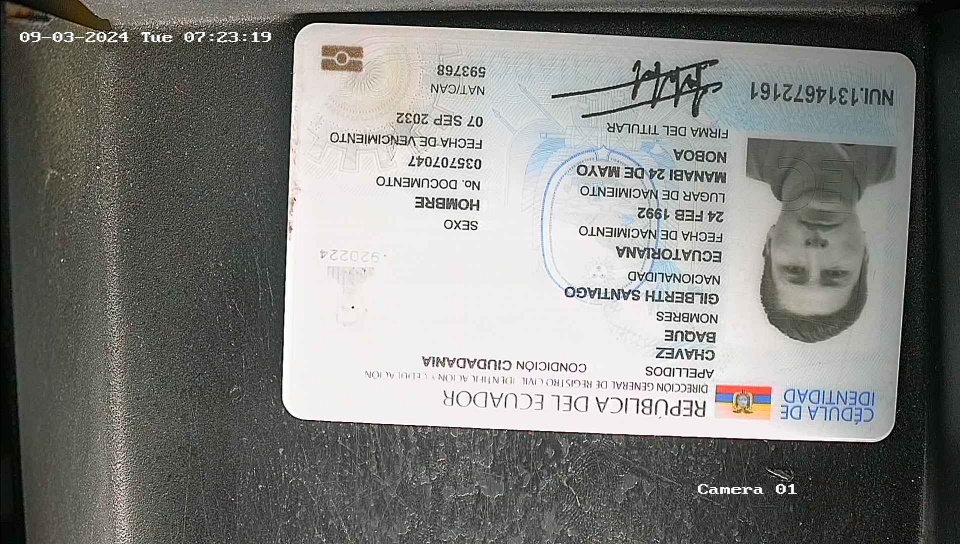 09-03-2024 Tue 07:23:19
CÉDULA DE
IDENTIDAD
REPÚBLICA DEL ECUADOR
DIRECCIÓN GENERAL DE REGISTRO CIVIL IDENTIFICACIÓN Y CEDULACIÓN
APELLIDOS
CHAVEZ
BAQUE
CONDICIÓN CIUDADANIA
NOMBRES
GILBERTH SANTIAGO
NACIONALIDAD
ECUATORIANA
FECHA DE NACIMIENTO
24 FEB 1992
LUGAR DE NACIMIENTO
MANABI 24 DE MAYO
NOBOA
FIRMA DEL TITULAR
SEXO
HOMBRE
No. DOCUMENTO
035707047
FECHA DE VENCIMIENTO
07 SEP 2032
NAT/CAN
593768
920224
NUI.1314672161
Camera 01